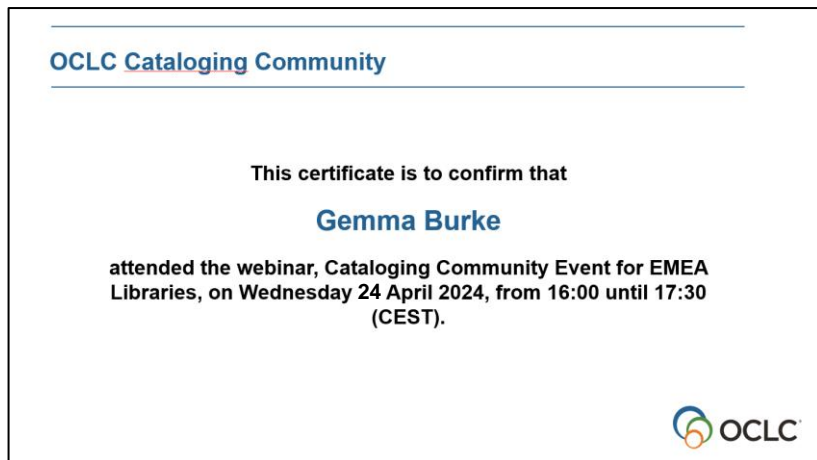 OCLC Cataloging Community
This certificate is to confirm that
Gemma Burke
attended the webinar, Cataloging Community Event for EMEA
Libraries, on Wednesday 24 April 2024, from 16:00 until 17:30
(CEST).
OCLC